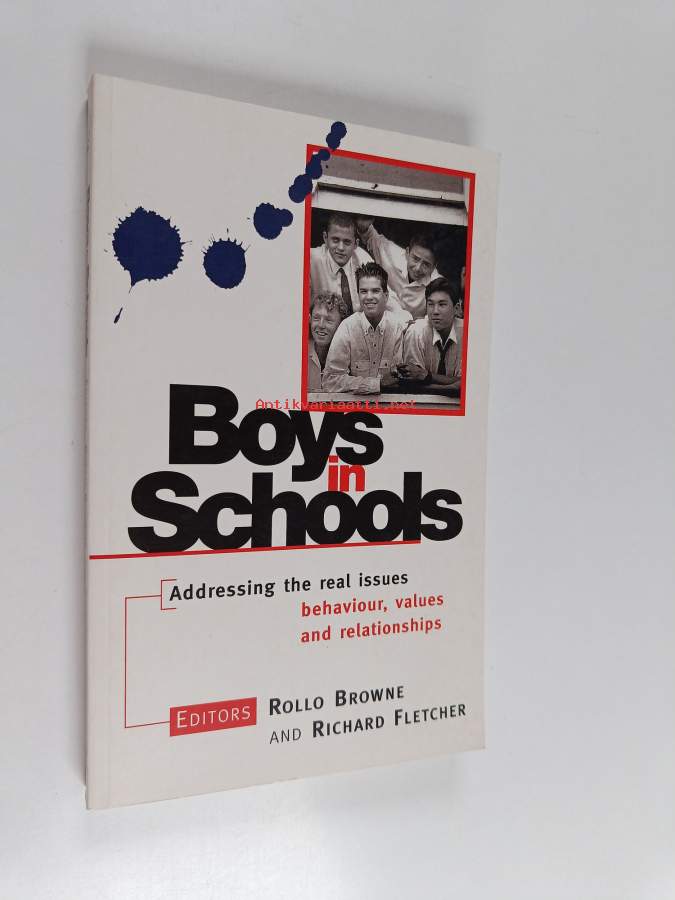 Antikvariaatti.net
Boys
in
Schools
Addressing the real issues
behaviour, values
and relationships
EDITORS ROLLO BROWNE
AND RICHARD FLETCHER